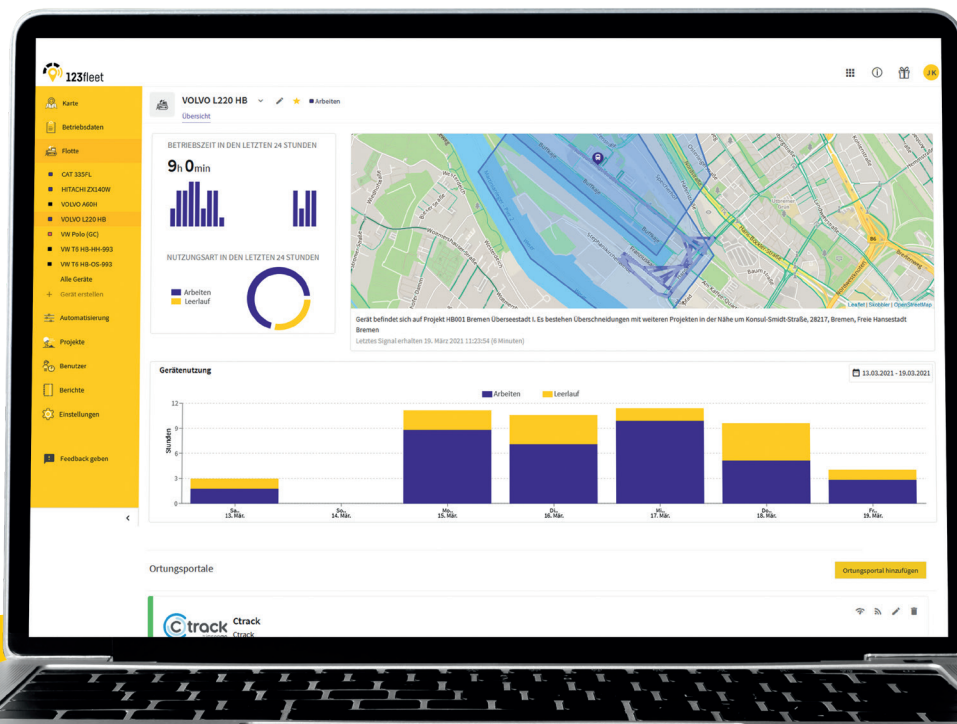 123fleet
JK
Karte
Betriebsdaten
Flotte
CAT 335FL
HITACHI ZX140W
VOLVO A60H
VOLVO L220 HB
VW Polo (GC)
VW T6 HB-HH-993
VW T6 HB-OS-993
Alle Geräte
+ Gerät erstellen
Automatisierung
Projekte
Benutzer
Berichte
Einstellungen
Feedback geben
VOLVO L220 HB
Arbeiten
Übersicht
BETRIEBSZEIT IN DEN LETZTEN 24 STUNDEN
9h 0min
NUTZUNGSART IN DEN LETZTEN 24 STUNDEN
Arbeiten
Leerlauf
B6
Leaflet | Skobbler | OpenStreetMap
Gerät befindet sich auf Projekt HB001 Bremen Überseestadt I. Es bestehen Überschneidungen mit weiteren Projekten in der Nähe um Konsul-Smidt-Straße, 28217, Bremen, Freie Hansestadt
Bremen
Letztes Signal erhalten 19. März 2021 11:23:54 (6 Minuten)
Gerätenutzung
13.03.2021 - 19.03.2021
Arbeiten
Leerlauf
Stunden
12
9
6
3
0
Sa.,
13. Mär.
So.,
14. Mär.
Mo.,
15. Mär.
Di.,
16. Mär.
Mi.,
17. Mär.
Do.,
18. Mär.
Fr.,
19. Mär.
Ortungsportale
Ortungsportal hinzufügen
Ctrack
Ctrack
Ctrack